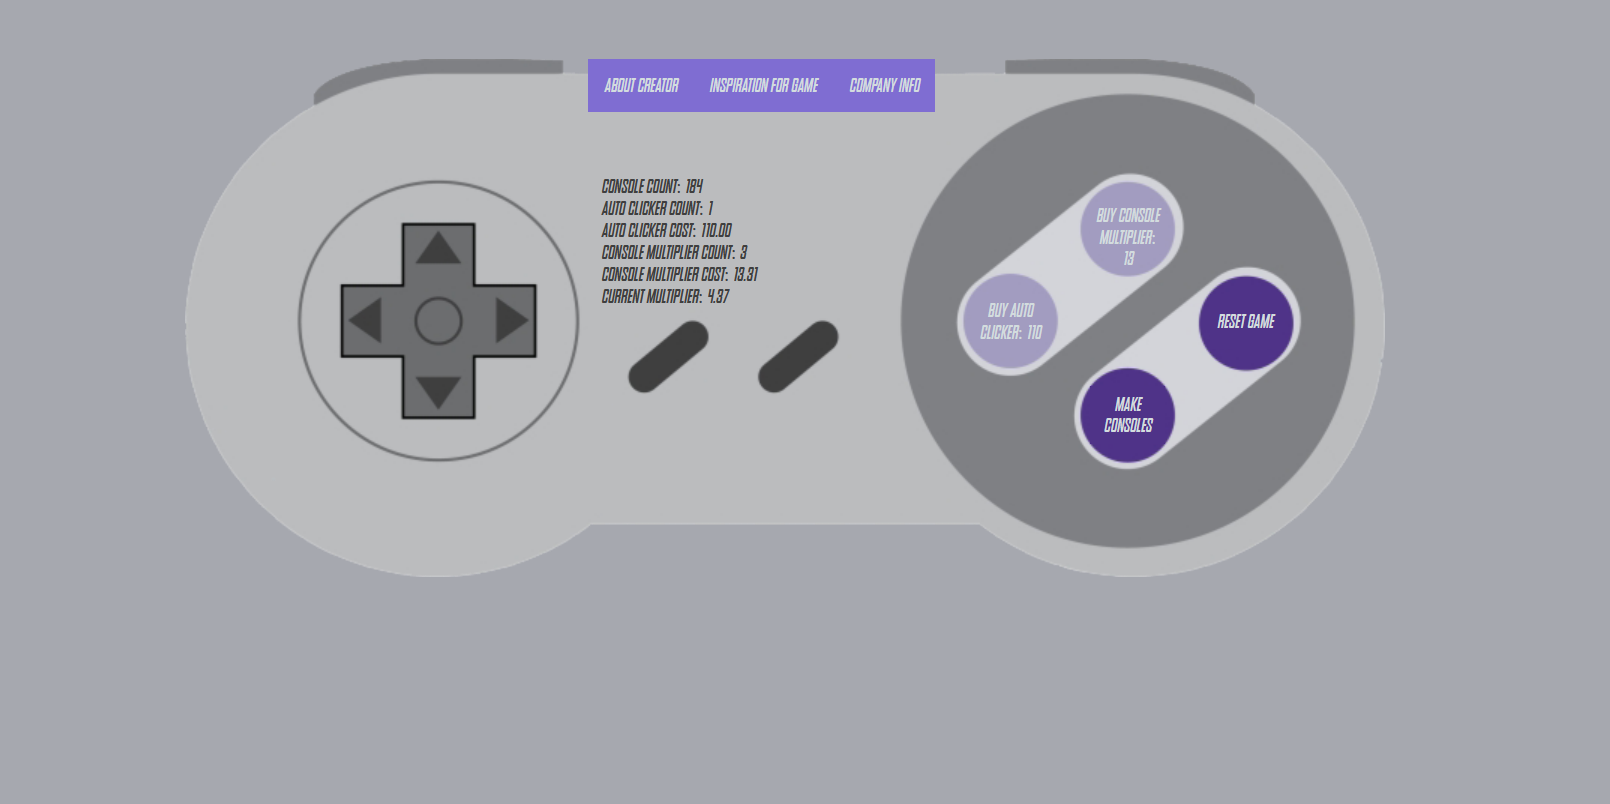 ABOUT CREATOR INSPIRATION FOR GAME COMPANY INFO
CONSOLE COUNT: 184
AUTO CLICKER COUNT: 1
AUTO CLICKER COST: 110.00
CONSOLE MULTIPLIER COUNT: 3
CONSOLE MULTIPLIER COST: 13.31
CURRENT MULTIPLIER: 4.37
BUY CONSOLE
MULTIPLIER:
13
BUY AUTO
CLICKER: 110
RESET GAME
MAKE
CONSOLES